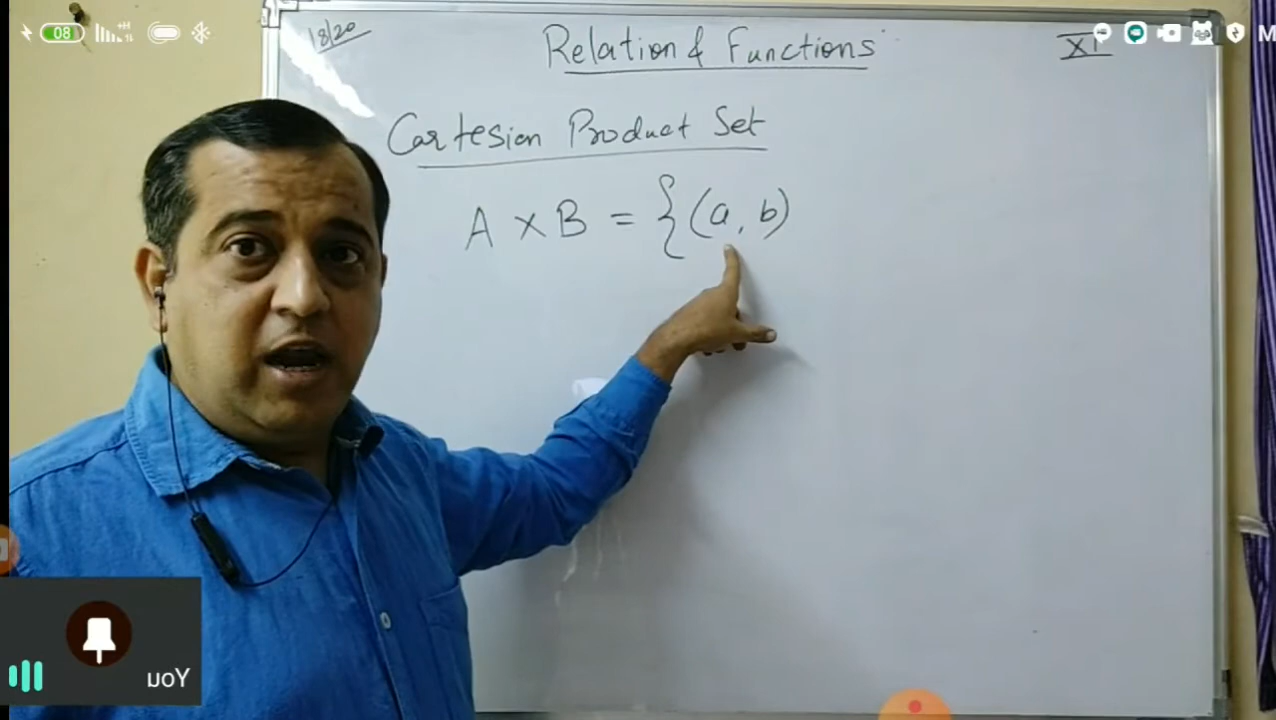 08
18/20
Relation & Functions
XI
M
Cartesian Product Set
A × B = {(a, b)
You